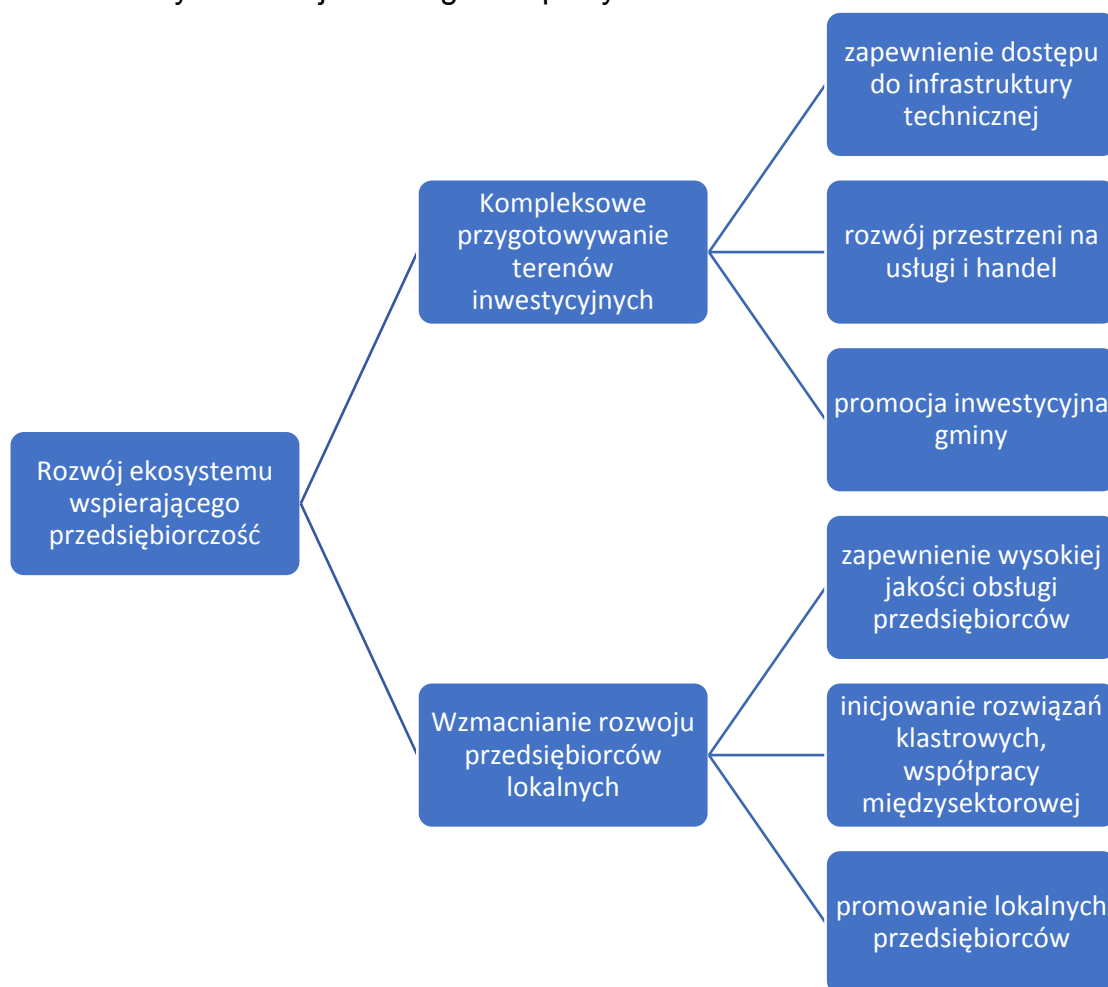 zapewnienie dostępu
do infrastruktury
technicznej
Kompleksowe
przygotowywanie
terenów
inwestycyjnych
rozwój przestrzeni na
usługi i handel
promocja inwestycyjna
gminy
Rozwój ekosystemu
wspierającego
przedsiębiorczość
zapewnienie wysokiej
jakości obsługi
przedsiębiorców
Wzmacnianie rozwoju
przedsiębiorców
lokalnych
inicjowanie rozwiązań
klastrowych,
współpracy
międzysektorowej
promowanie lokalnych
przedsiębiorców